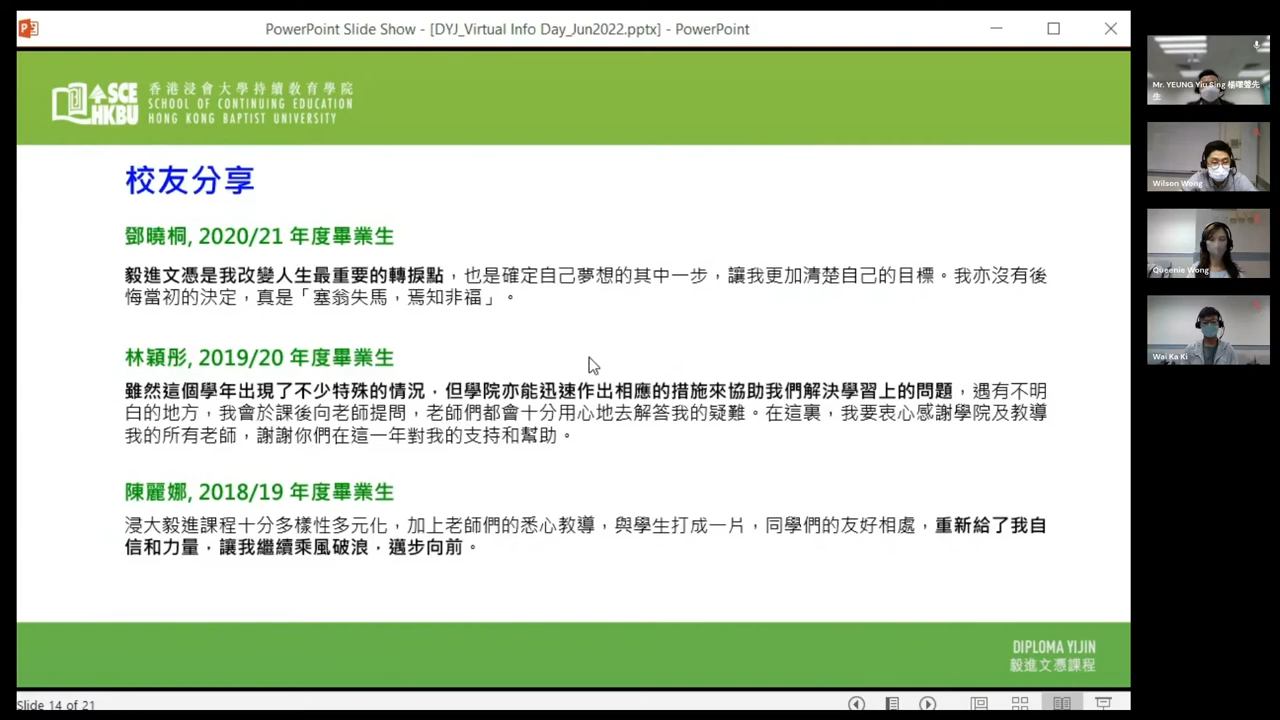 PowerPoint Slide Show - [DYJ_Virtual Info Day_Jun2022.pptx] - PowerPoint
SCE
HKBU
香港浸會大學持續教育學院
SCHOOL OF CONTINUING EDUCATION
HONG KONG BAPTIST UNIVERSITY
校友分享
鄧曉桐, 2020/21 年度畢業生
毅進文憑是我改變人生最重要的轉捩點，也是確定自己夢想的其中一步，讓我更加清楚自己的目標。我亦沒有後
悔當初的決定，真是「塞翁失馬，焉知非福」。
林穎彤, 2019/20 年度畢業生
雖然這個學年出現了不少特殊的情況，但學院亦能迅速作出相應的措施來協助我們解決學習上的問題，遇有不明
白的地方，我會於課後向老師提問，老師們都會十分用心地去解答我的疑難。在這裏，我要衷心感謝學院及教導
我的所有老師，謝謝你們在這一年對我的支持和幫助。
陳麗娜, 2018/19 年度畢業生
浸大毅進課程十分多樣性多元化，加上老師們的悉心教導，與學生打成一片，同學們的友好相處，重新給了我自
信和力量，讓我繼續乘風破浪，邁步向前。
DIPLOMA YIJIN
毅進文憑課程
Slide 14 of 21
Mr. YEUNG Yiu Sing 楊曜聲先
生
Wilson Wong
Queenie Wong
Wai Ka Ki